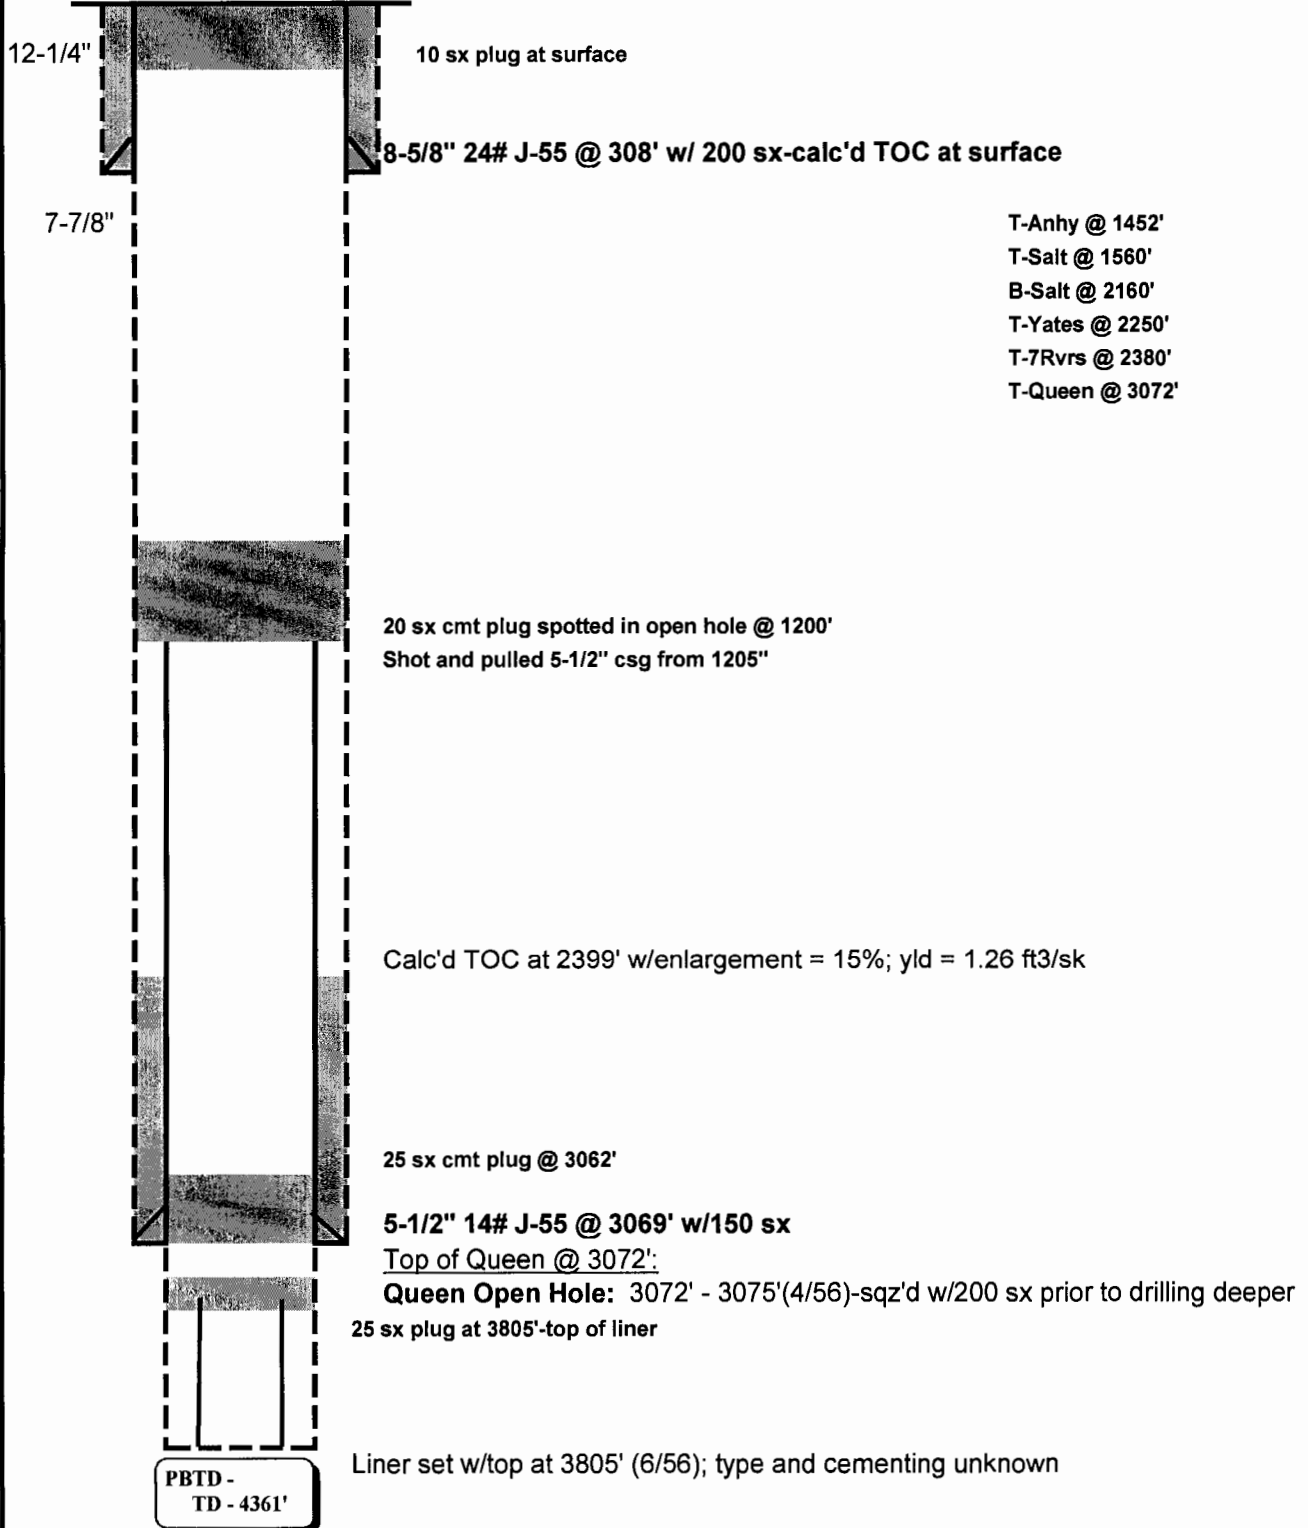 12-1/4"
10 sx plug at surface
8-5/8" 24# J-55 @ 308' w/ 200 sx-calc'd TOC at surface
7-7/8"
T-Anhy @ 1452'
T-Salt @ 1560'
B-Salt @ 2160'
T-Yates @ 2250'
T-7Rvrs @ 2380'
T-Queen @ 3072'
20 sx cmt plug spotted in open hole @ 1200'
Shot and pulled 5-1/2" csg from 1205"
Calc'd TOC at 2399' w/enlargement = 15%; yld = 1.26 ft3/sk
25 sx cmt plug @ 3062'
5-1/2" 14# J-55 @ 3069' w/150 sx
Top of Queen @ 3072':
Queen Open Hole: 3072' - 3075'(4/56)-sqz'd w/200 sx prior to drilling deeper
25 sx plug at 3805'-top of liner
Liner set w/top at 3805' (6/56); type and cementing unknown
PBTD -
TD - 4361'